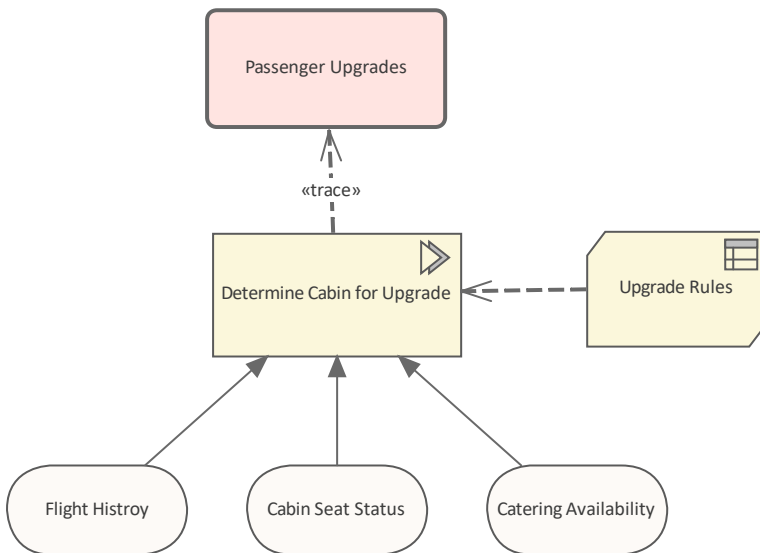 Passenger Upgrades
«trace»
Determine Cabin for Upgrade
Upgrade Rules
Flight Histroy
Cabin Seat Status
Catering Availability